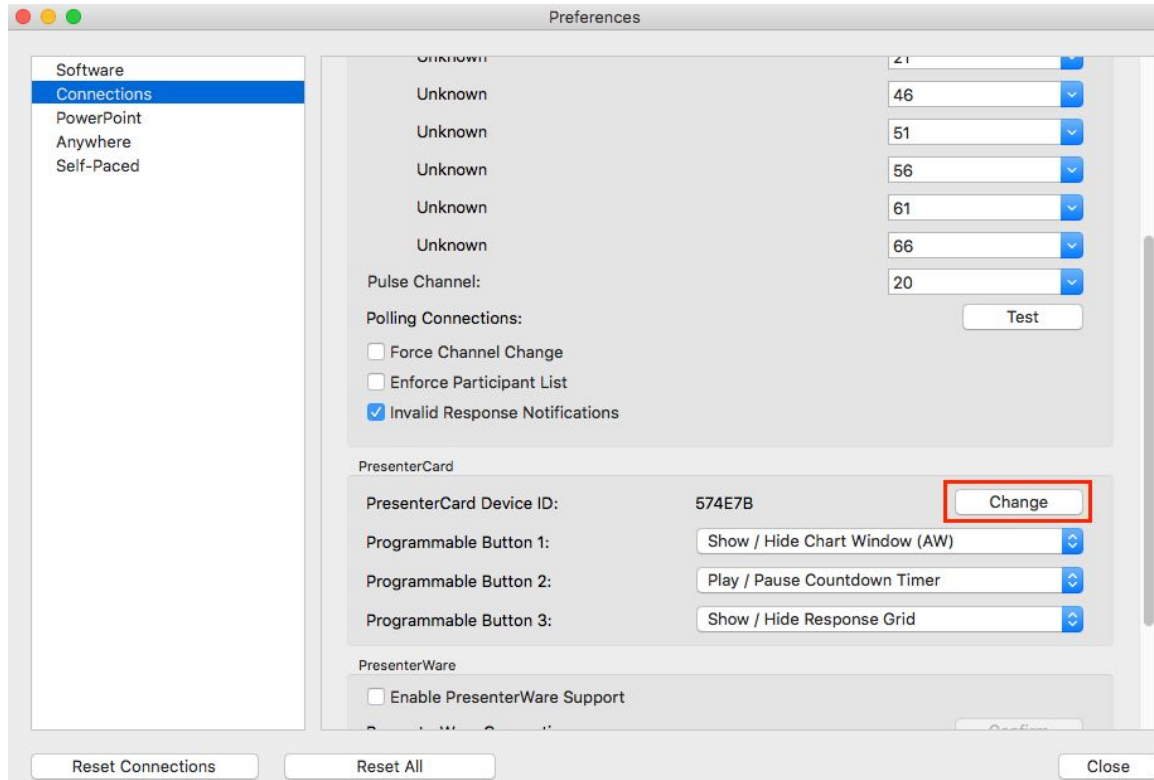 Preferences
Software
Connections
PowerPoint
Anywhere
Self-Paced
Unknown 21
Unknown 46
Unknown 51
Unknown 56
Unknown 61
Unknown 66
Pulse Channel: 20
Polling Connections: Test
Force Channel Change
Enforce Participant List
Invalid Response Notifications
PresenterCard
PresenterCard Device ID: 574E7B Change
Programmable Button 1: Show / Hide Chart Window (AW)
Programmable Button 2: Play / Pause Countdown Timer
Programmable Button 3: Show / Hide Response Grid
PresenterWare
Enable PresenterWare Support
Reset Connections Reset All Close